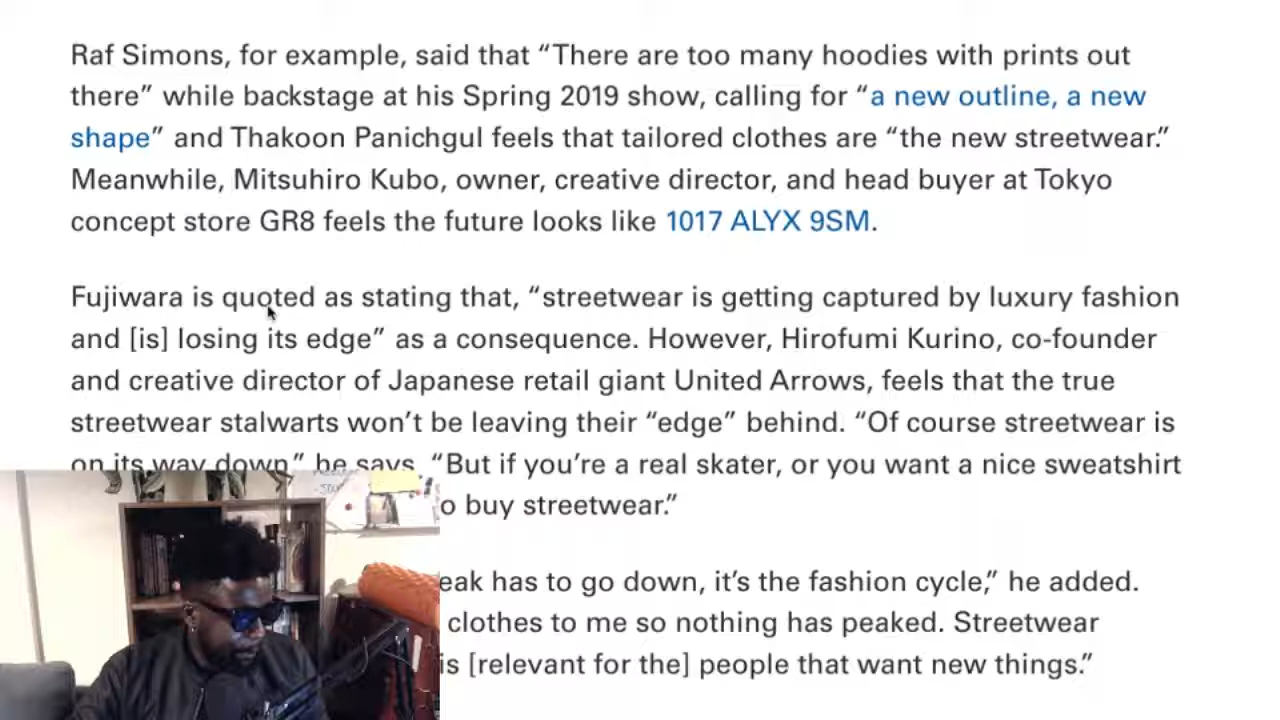 Raf Simons, for example, said that “There are too many hoodies with prints out
there” while backstage at his Spring 2019 show, calling for “a new outline, a new
shape” and Thakoon Panichgul feels that tailored clothes are “the new streetwear.”
Meanwhile, Mitsuhiro Kubo, owner, creative director, and head buyer at Tokyo
concept store GR8 feels the future looks like 1017 ALYX 9SM.
Fujiwara is quoted as stating that, “streetwear is getting captured by luxury fashion
and [is] losing its edge” as a consequence. However, Hirofumi Kurino, co-founder
and creative director of Japanese retail giant United Arrows, feels that the true
streetwear stalwarts won’t be leaving their “edge” behind. “Of course streetwear is
on its way down,” he says. “But if you’re a real skater, or you want a nice sweatshirt
o buy streetwear.”
eak has to go down, it’s the fashion cycle,” he added.
clothes to me so nothing has peaked. Streetwear
is [relevant for the] people that want new things.”